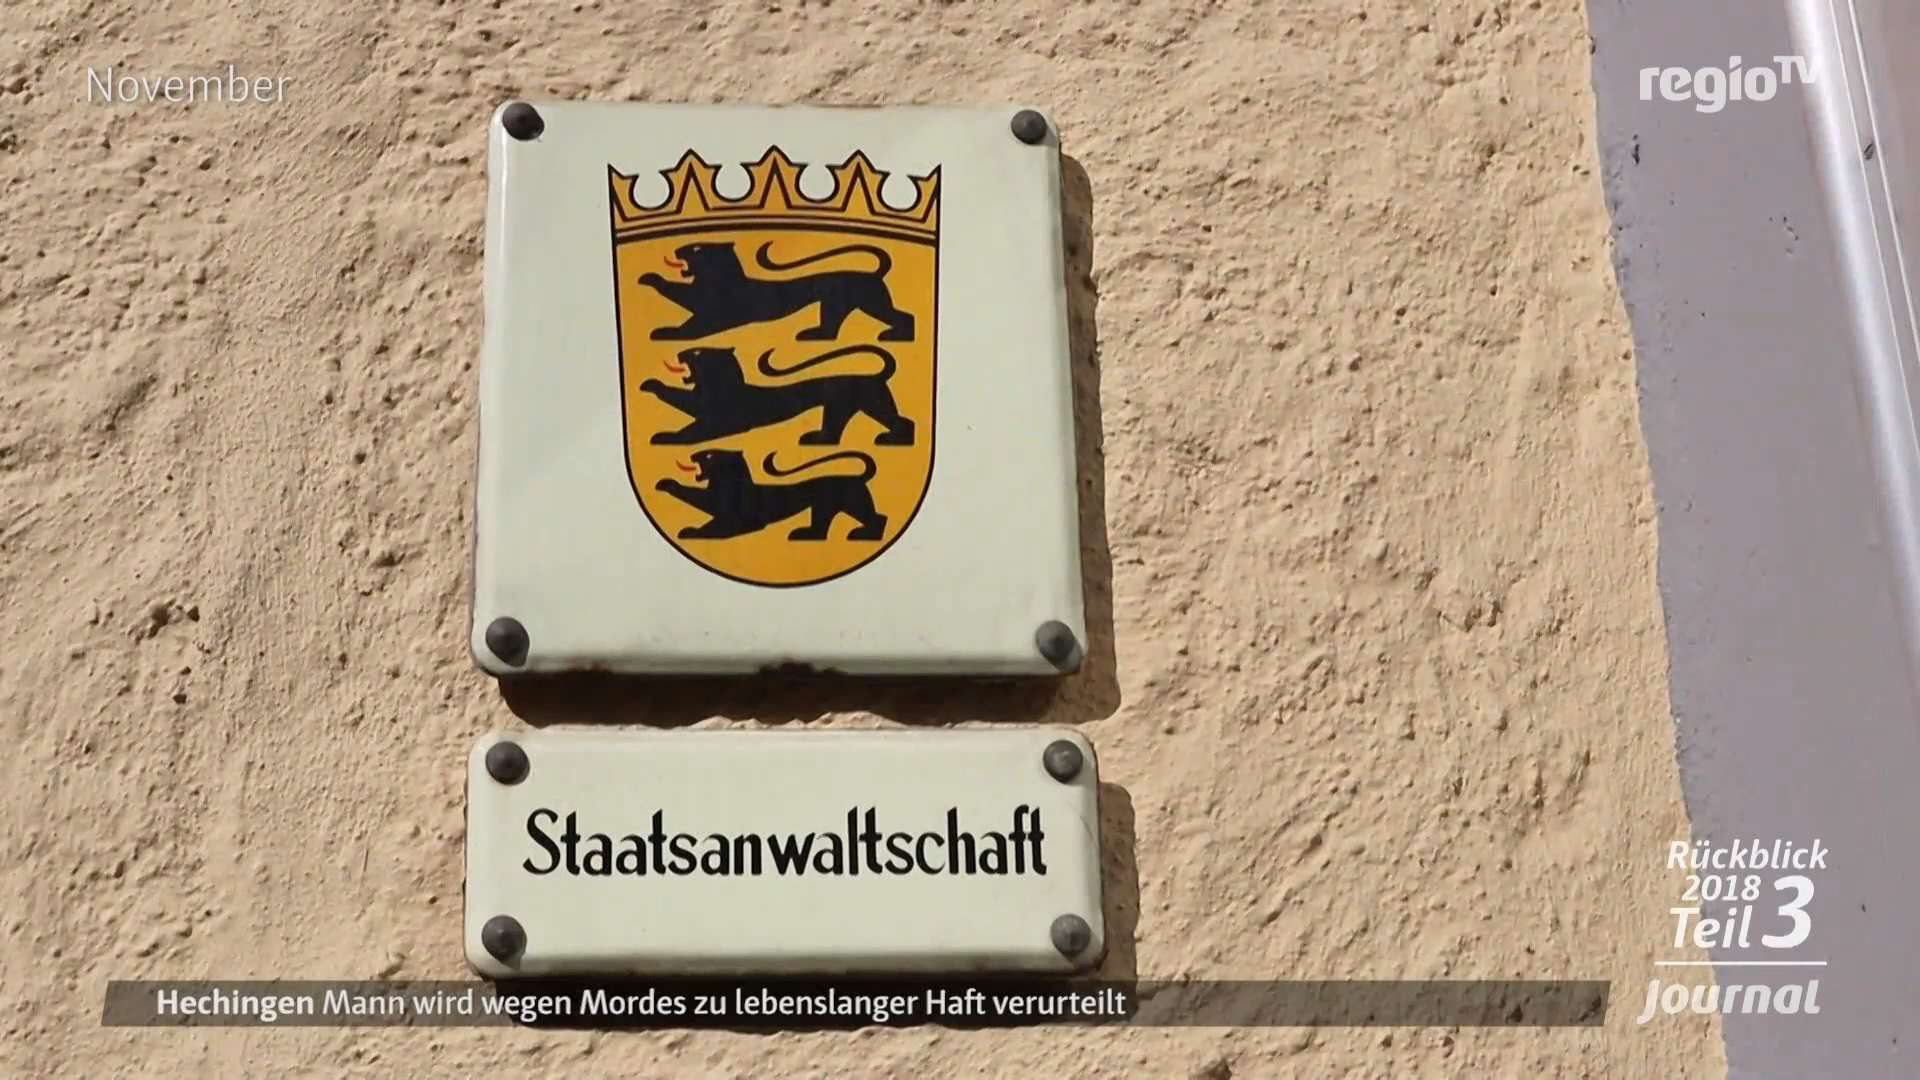 November
regioTV
Staatsanwaltschaft
Rückblick
2018
Teil 3
Journal
Hechingen Mann wird wegen Mordes zu lebenslanger Haft verurteilt